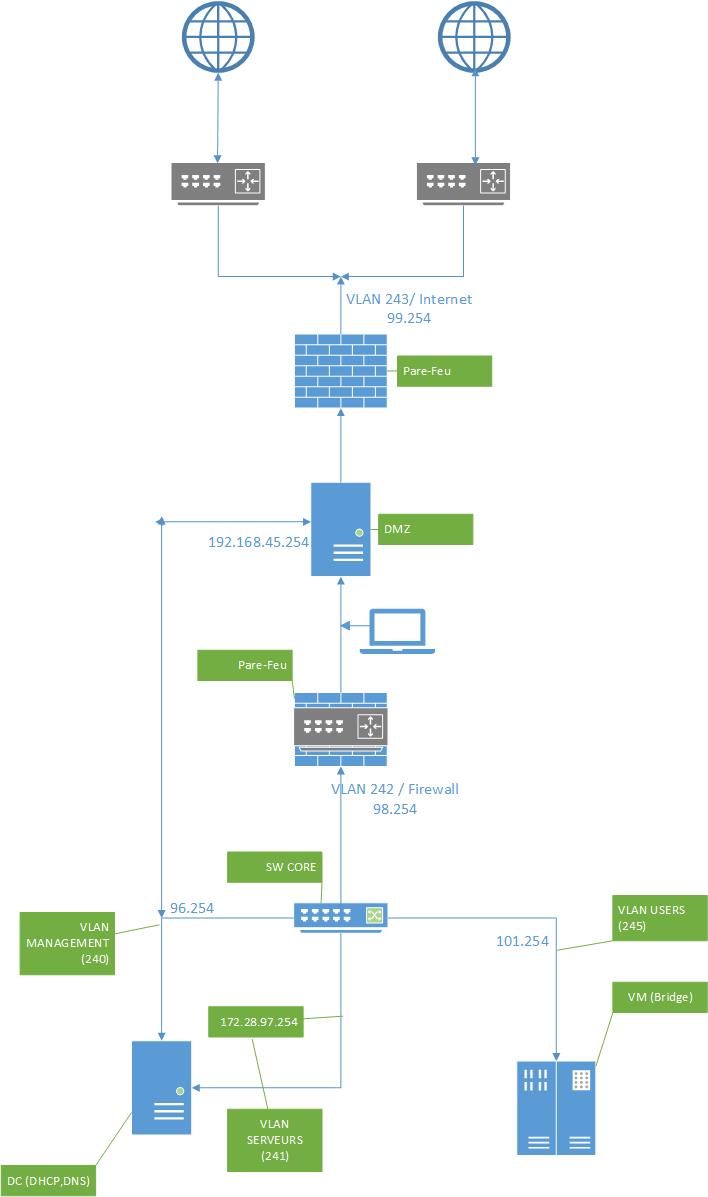 VLAN 243/ Internet
99.254
Pare-Feu
DMZ
192.168.45.254
Pare-Feu
VLAN 242 / Firewall
98.254
SW CORE
96.254
VLAN
MANAGEMENT
(240)
101.254
VLAN USERS
(245)
VM (Bridge)
172.28.97.254
VLAN
SERVEURS
(241)
DC (DHCP,DNS)